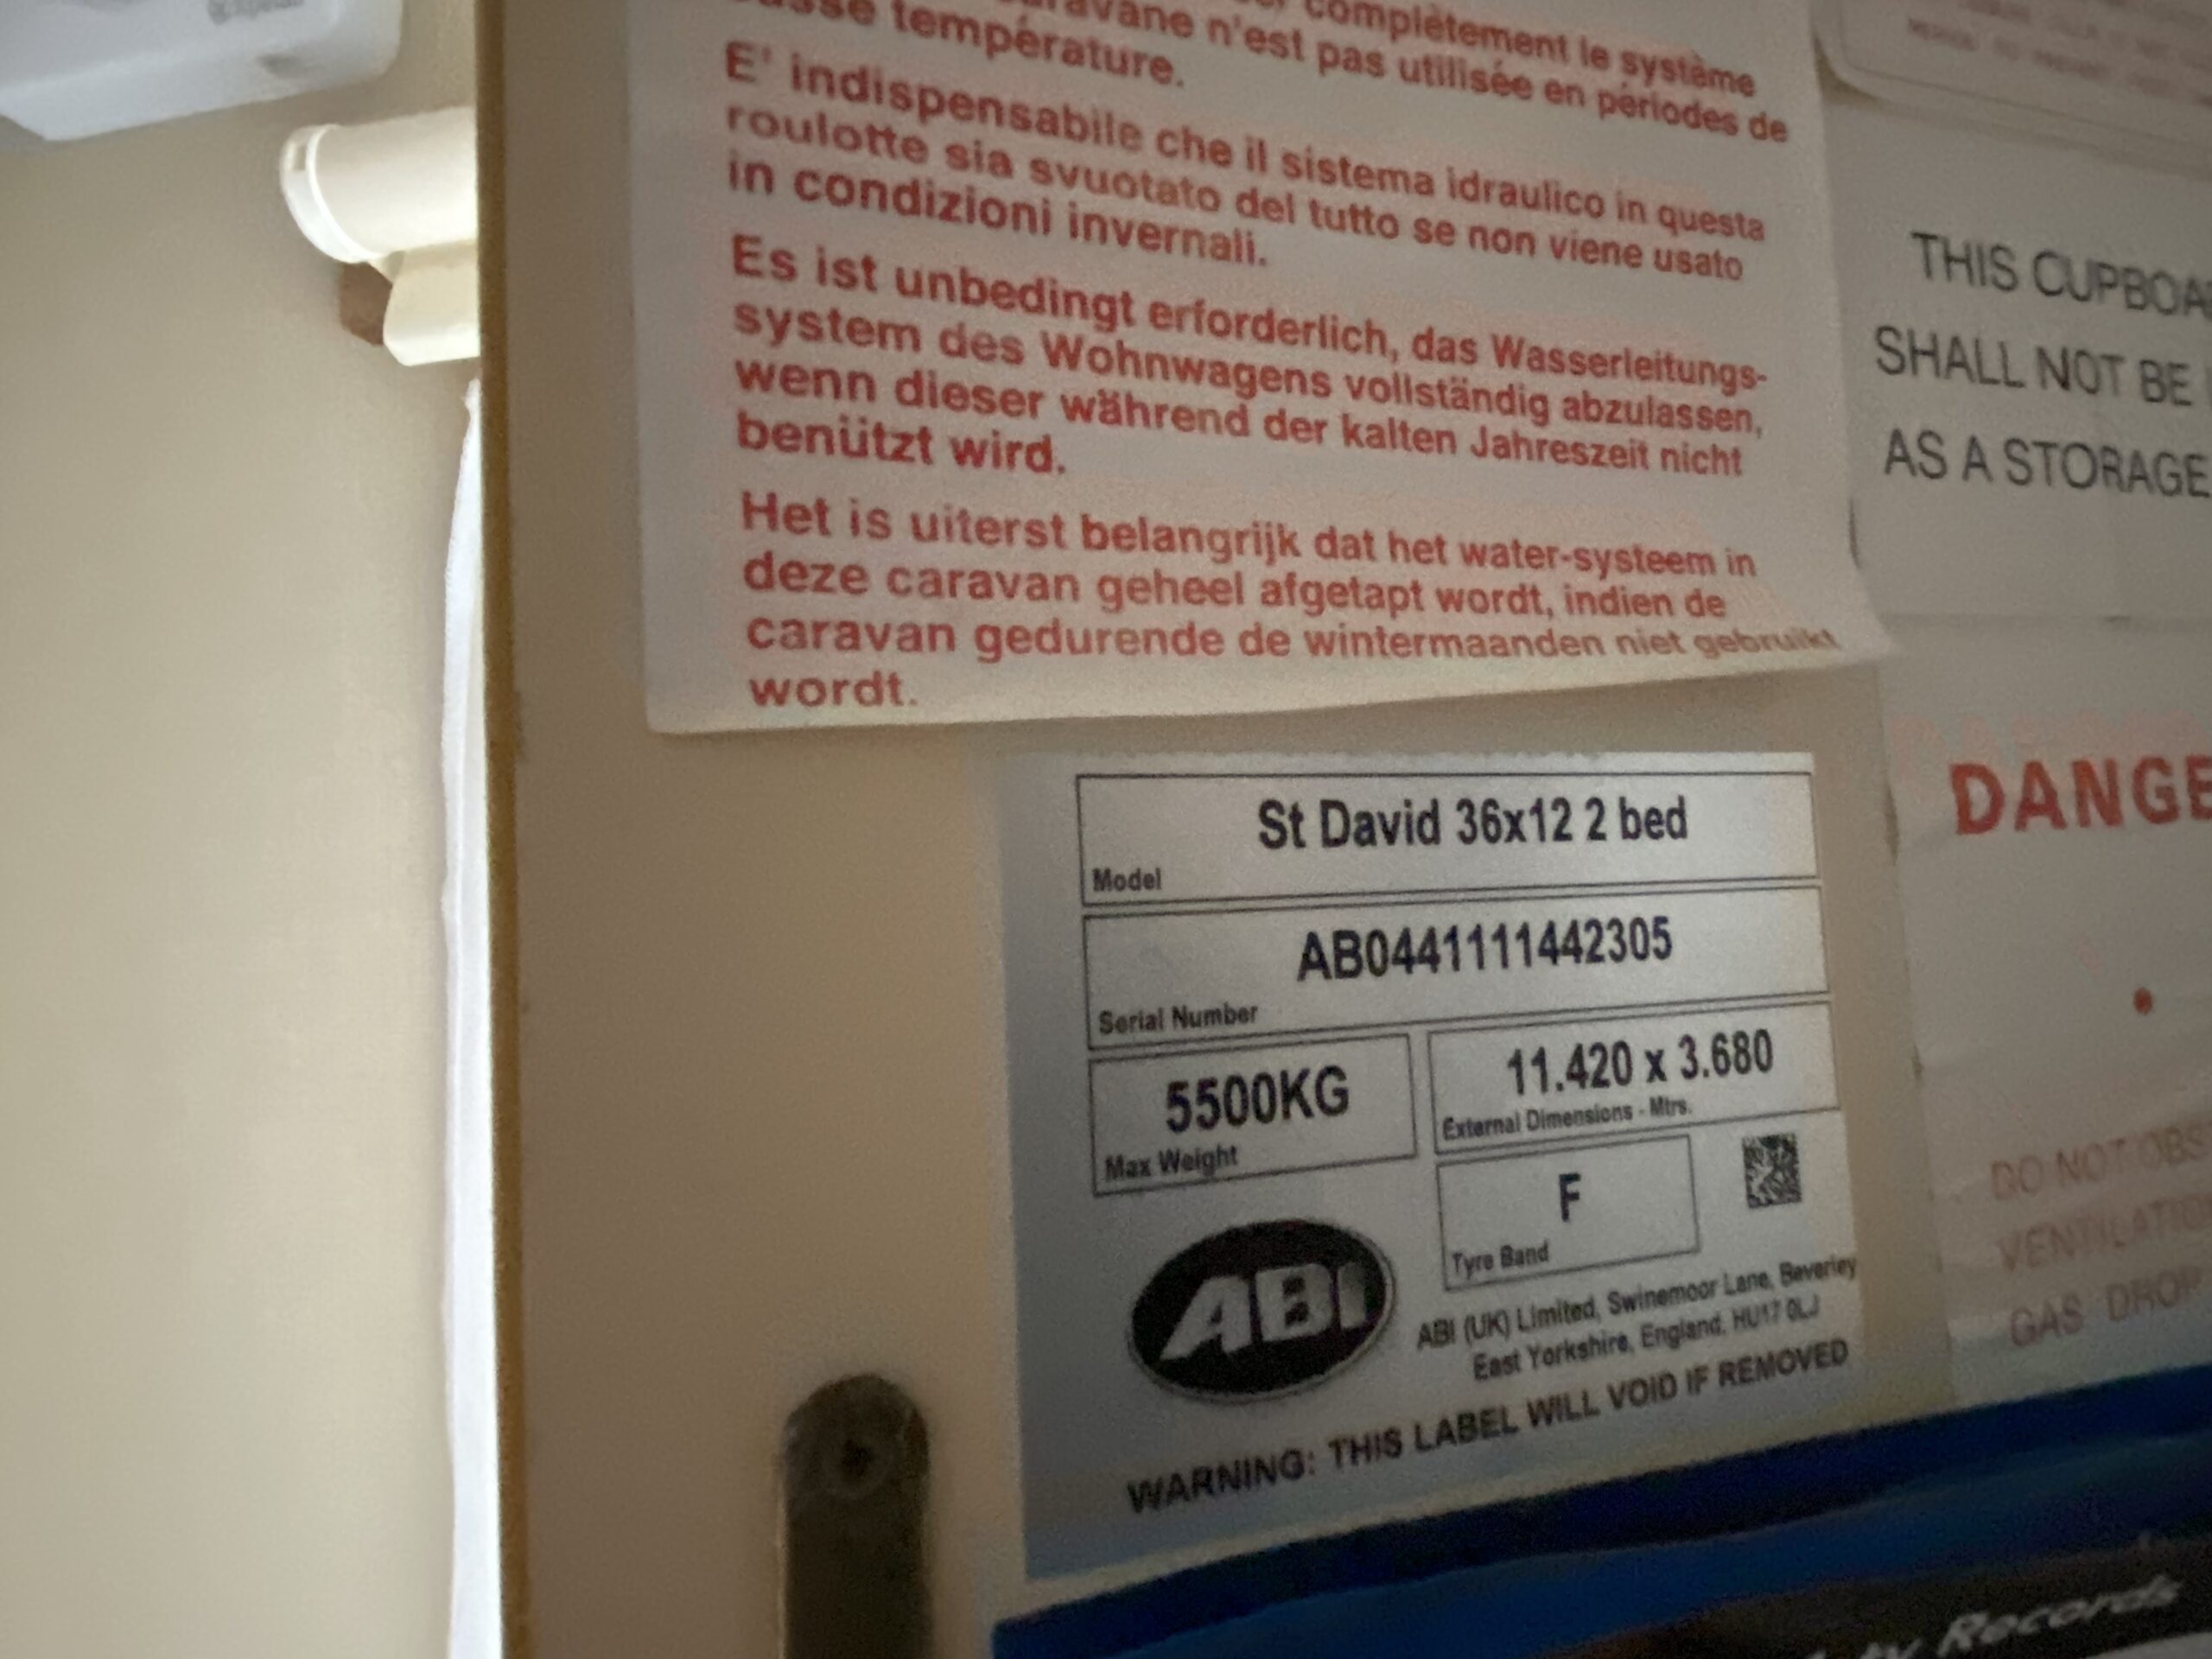 complètement le système
n'est pas utilisée en périodes de
température.
E' indispensabile che il sistema idraulico in questa
roulotte sia svuotato del tutto se non viene usato
in condizioni invernali.
Es ist unbedingt erforderlich, das Wasserleitungs-
system des Wohnwagens vollständig abzulassen,
wenn dieser während der kalten Jahreszeit nicht
benützt wird.
Het is uiterst belangrijk dat het water-systeem in
deze caravan geheel afgetapt wordt, indien de
caravan gedurende de wintermaanden niet gebruikt
wordt.
THIS CUPBOA
SHALL NOT BE
AS A STORAGE
DANGE
DO NOT OBS
VENTILATIO
GAS DROP
St David 36x12 2 bed
Model
AB0441111442305
Serial Number
5500KG
Max Weight
11.420 x 3.680
External Dimensions - Mtrs.
F
Tyre Band
ABI
ABI (UK) Limited, Swinemoor Lane, Beverley
East Yorkshire, England, HU17 0LJ
WARNING: THIS LABEL WILL VOID IF REMOVED
Records